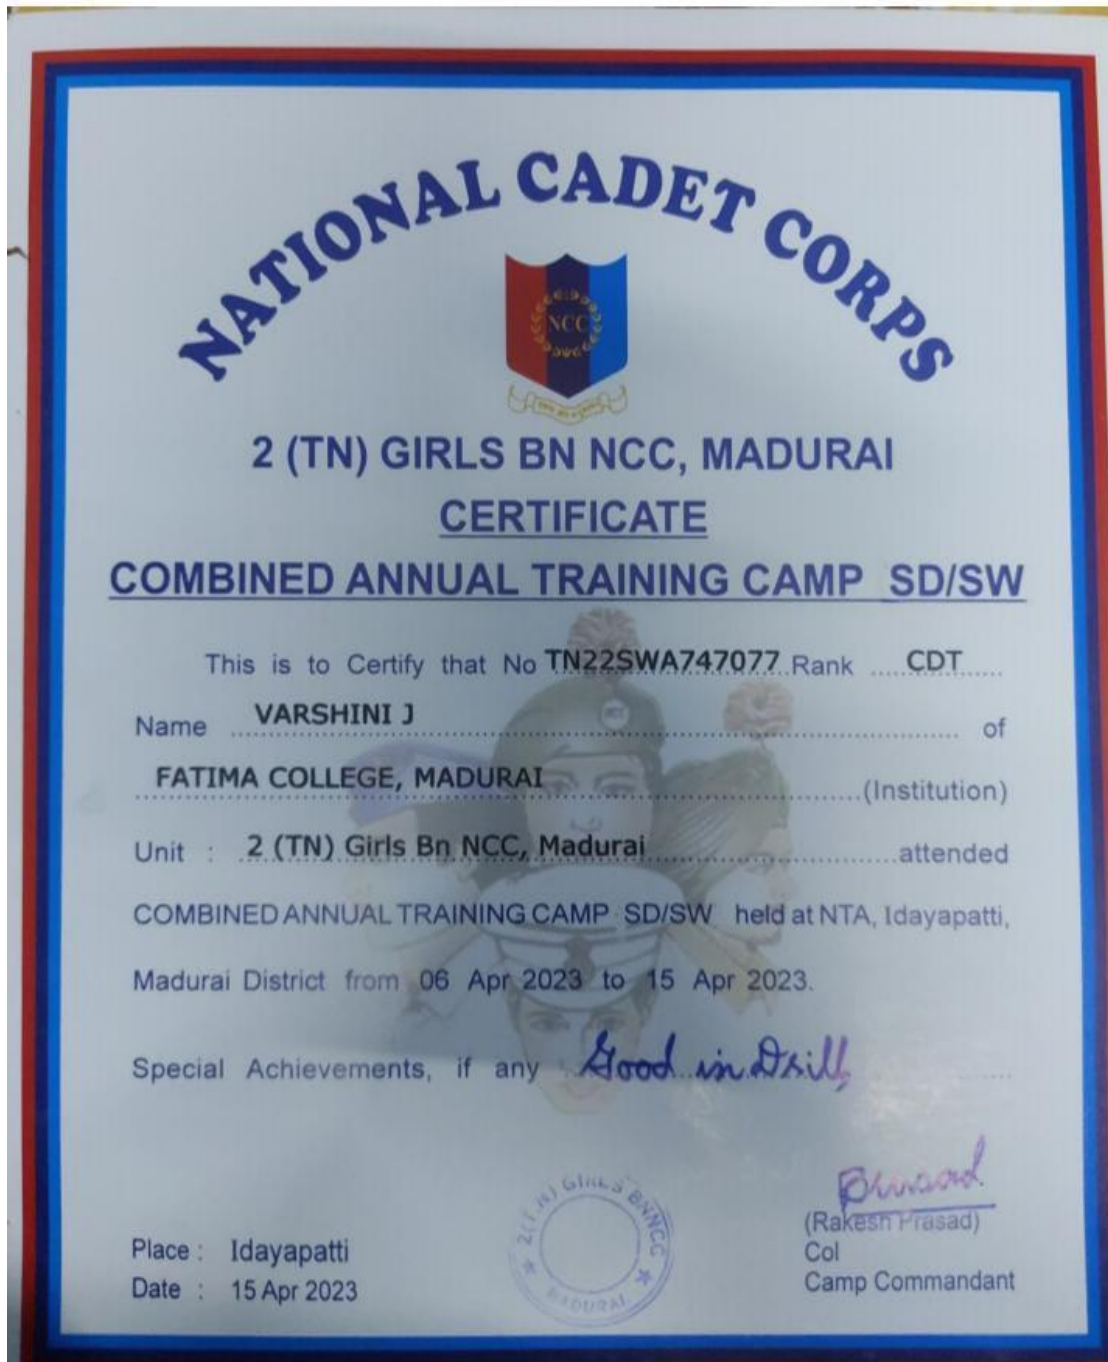 NATIONAL CADET CORPS
NCC
2 (TN) GIRLS BN NCC, MADURAI
CERTIFICATE
COMBINED ANNUAL TRAINING CAMP SD/SW
This is to Certify that No TN22SWA747077 Rank ..... CDT.....
Name VARSHINI J of
FATIMA COLLEGE, MADURAI (Institution)
Unit : 2 (TN) Girls Bn NCC, Madurai attended
COMBINED ANNUAL TRAINING CAMP SD/SW held at NTA, Idayapatti,
Madurai District from 06 Apr 2023 to 15 Apr 2023.
Special Achievements, if any Good in Drill
2(T.N) GIRLS BNNCC
MADURAI
Prasad
(Rakesh Prasad)
Col
Camp Commandant
Place : Idayapatti
Date : 15 Apr 2023